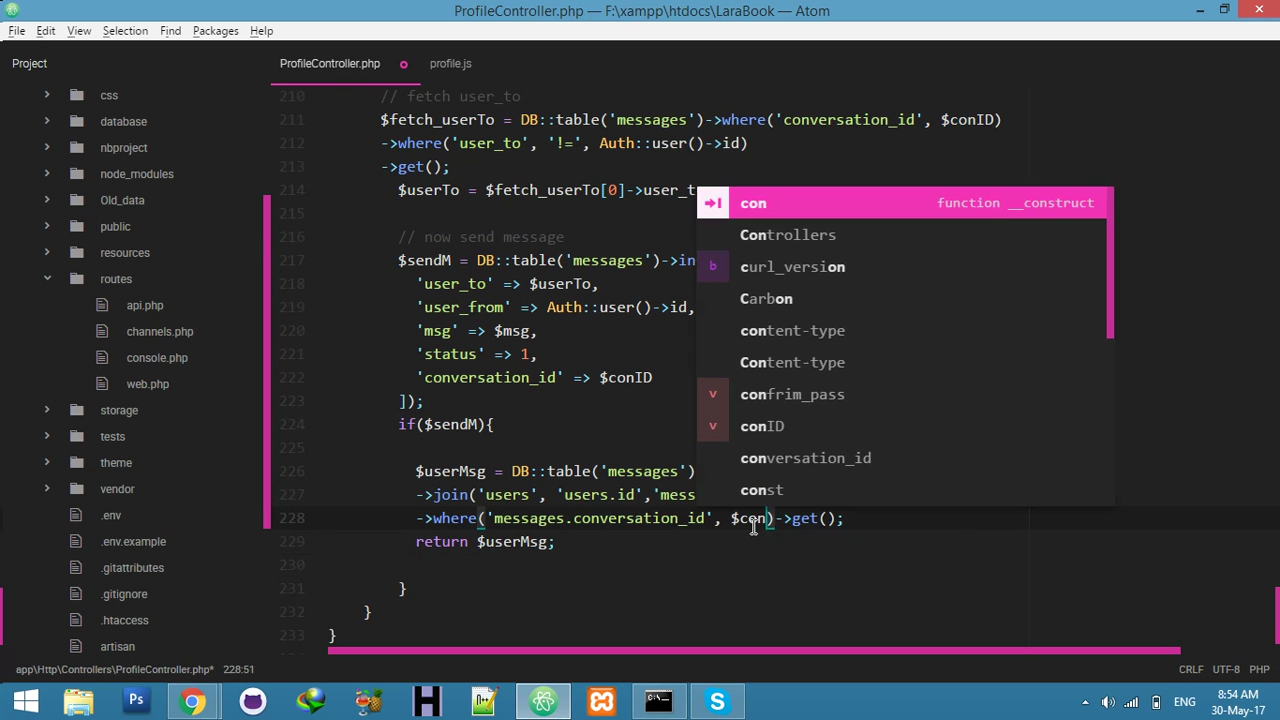 ProfileController.php — F:\xampp\htdocs\LaraBook — Atom
File Edit View Selection Find Packages Help
Project
ProfileController.php
profile.js
css
database
nbproject
node_modules
Old_data
public
resources
routes
api.php
channels.php
console.php
web.php
storage
tests
theme
vendor
.env
.env.example
.gitattributes
.gitignore
.htaccess
artisan
210 // fetch user_to
211 $fetch_userTo = DB::table('messages')->where('conversation_id', $conID)
212 ->where('user_to', '!=', Auth::user()->id)
213 ->get();
214 $userTo = $fetch_userTo[0]->user_t
215
216 // now send message
217 $sendM = DB::table('messages')->in
218 'user_to' => $userTo,
219 'user_from' => Auth::user()->id,
220 'msg' => $msg,
221 'status' => 1,
222 'conversation_id' => $conID
223 ]);
224 if($sendM){
225
226 $userMsg = DB::table('messages')
227 ->join('users', 'users.id','mess
228 ->where('messages.conversation_id', $con)->get();
229 return $userMsg;
230
231 }
232 }
233 }
con function __construct
Controllers
b curl_version
Carbon
content-type
Content-type
v confrim_pass
v conID
conversation_id
const
app\Http\Controllers\ProfileController.php* 228:51
CRLF UTF-8 PHP
Ps
H
ENG
8:54 AM
30-May-17